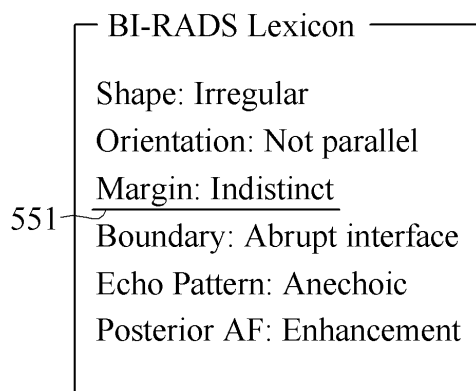 BI-RADS Lexicon
Shape: Irregular
Orientation: Not parallel
Margin: Indistinct
551
Boundary: Abrupt interface
Echo Pattern: Anechoic
Posterior AF: Enhancement